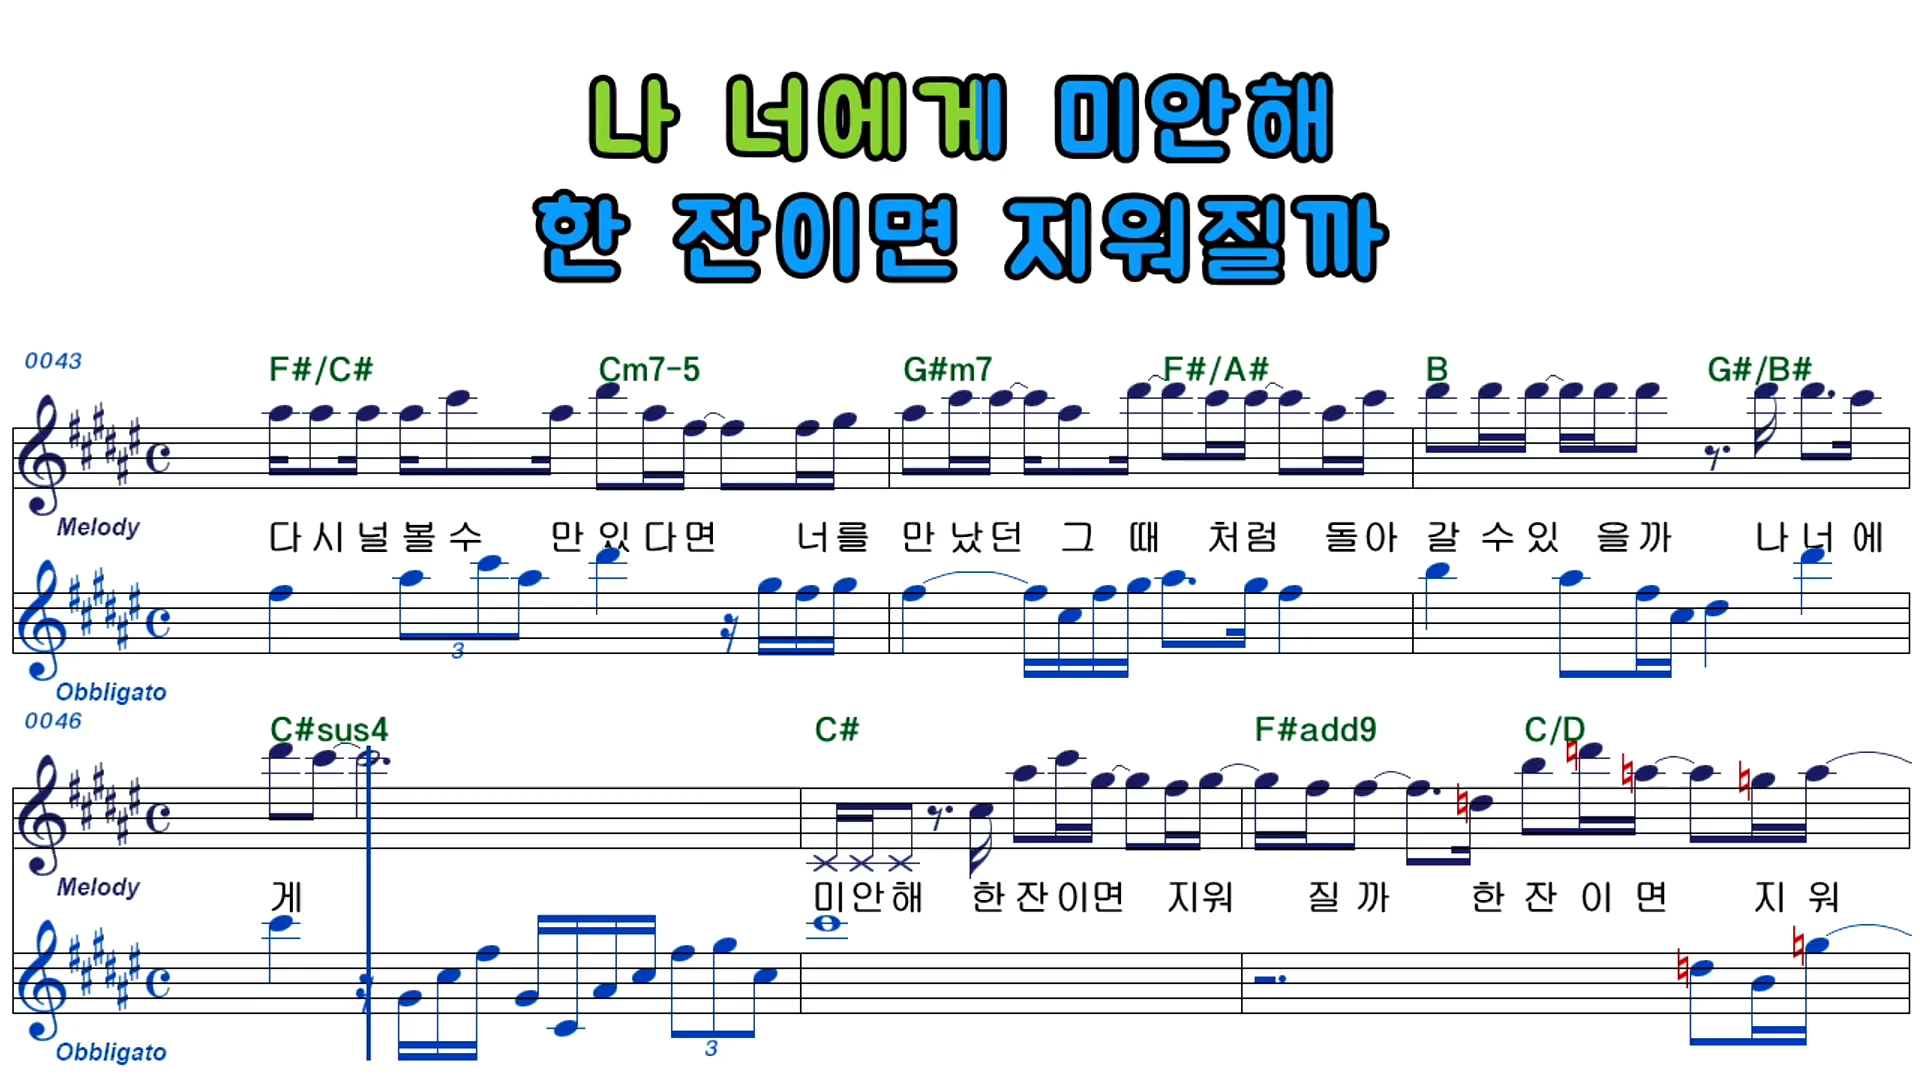 나 너에게 미안해
한 잔이면 지워질까
0043
F#/C# Cm7-5 G#m7 F#/A# B G#/B#
Melody
다시 널 볼 수 만 있 다면 너를 만 났던 그 때 처럼 돌아 갈 수있 을까 나 너 에
3
Obbligato
0046
C#sus4 C# F#add9 C/D
Melody
게 미안해 한잔이면 지워 질 까 한 잔 이 면 지 워
3
Obbligato